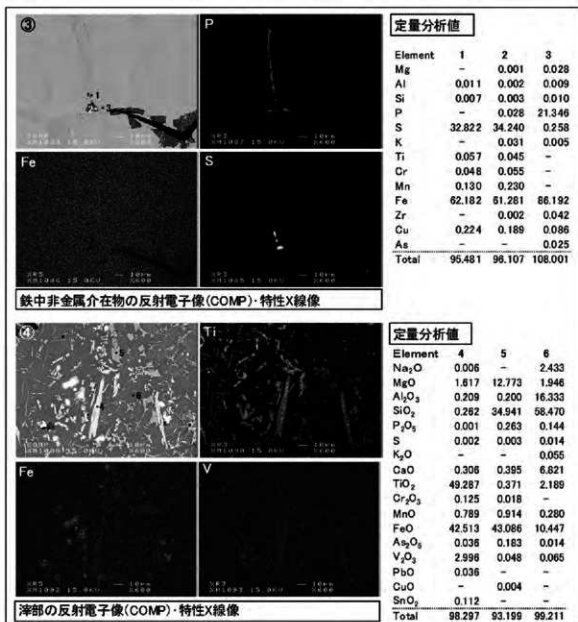 ③
P
1
3
Fe
S
10μm
XR5 10μm
鉄中非金属介在物の反射電子像(COMP)・特性X線像
定量分析値
Element 1 2 3
Mg - 0.001 0.028
Al 0.011 0.002 0.009
Si 0.007 0.003 0.010
P - 0.028 21.346
S 32.822 34.240 0.258
K - 0.031 0.005
Ti 0.057 0.045 -
Cr 0.048 0.055 -
Mn 0.130 0.230 -
Fe 62.182 61.281 86.192
Zr - 0.002 0.042
Cu 0.224 0.189 0.086
As - - 0.025
Total 95.481 96.107 108.001
④
Ti
5
4
6
Fe
V
滓部の反射電子像(COMP)・特性X線像
定量分析値
Element 4 5 6
Na₂O 0.006 - 2.433
MgO 1.617 12.773 1.946
Al₂O₃ 0.209 0.200 16.333
SiO₂ 0.262 34.941 58.470
P₂O₅ 0.001 0.263 0.144
S 0.002 0.003 0.014
K₂O - - 0.055
CaO 0.306 0.395 6.821
TiO₂ 49.287 0.371 2.189
Cr₂O₃ 0.125 0.018 -
MnO 0.789 0.914 0.280
FeO 42.513 43.086 10.447
As₂O₅ 0.036 0.183 0.014
V₂O₃ 2.996 0.048 0.065
PbO 0.036 - -
CuO - 0.004 -
SnO₂ 0.112 - -
Total 98.297 93.199 99.211